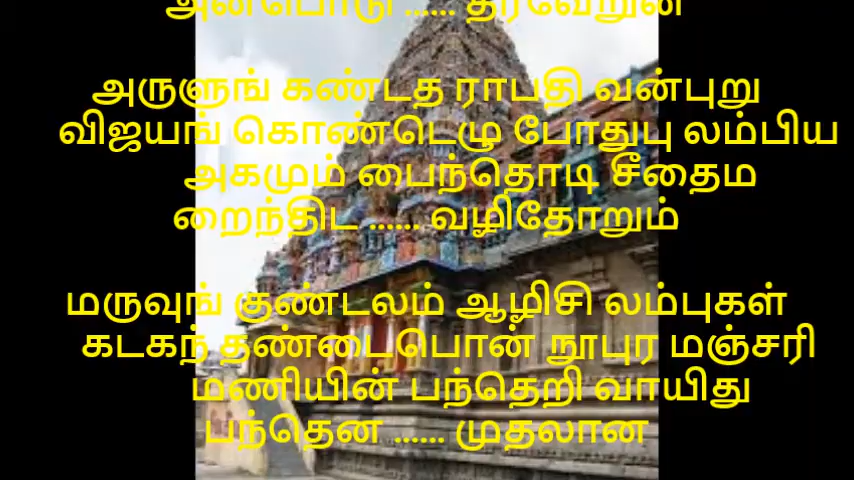 அன்பொடு ...... தீர்வேறுன்
அருளுங் கண்டத ராபதி வன்புறு
விஜயங் கொண்டெழு போதுபு லம்பிய
அகமும் பைந்தொடி சீதைம
றைந்திட ...... வழிதோறும்
மருவுங் குண்டலம் ஆழிசி லம்புகள்
கடகந் தண்டைபொன் நூபுர மஞ்சரி
மணியின் பந்தெறி வாயிது
பந்தென ...... முதலான